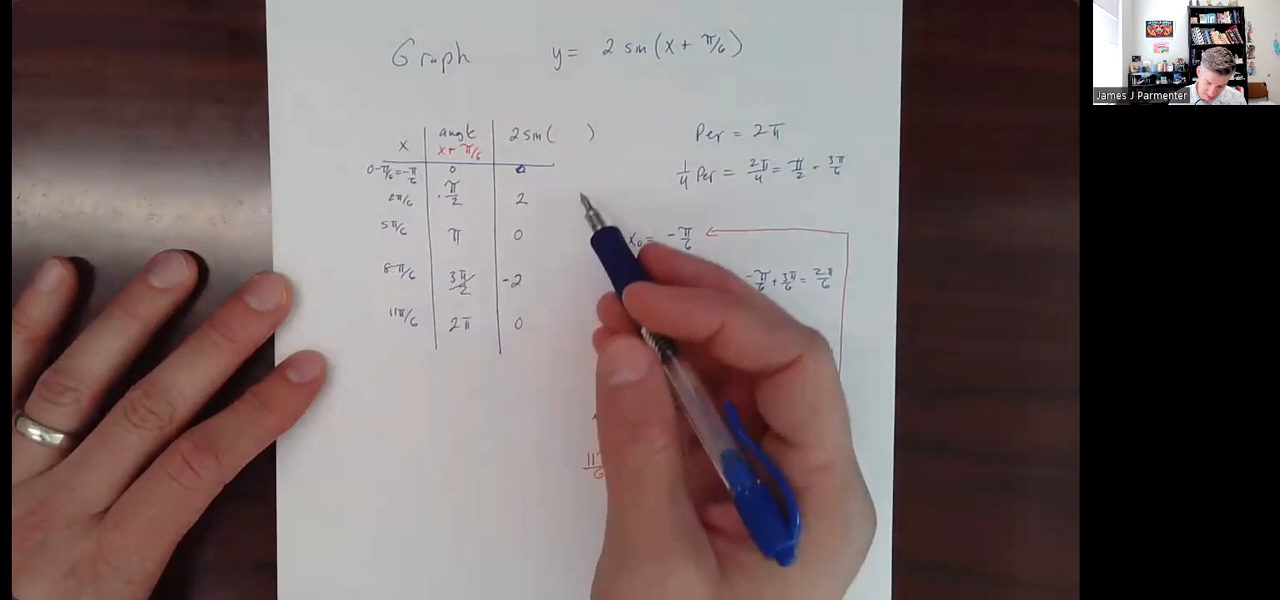 Graph y = 2 sin(x + π/6)
x | angle x + π/6 | 2 sin( )
0 - π/6 = -π/6 | 0 | 0
2π/6 | π/2 | 2
5π/6 | π | 0
8π/6 | 3π/2 | -2
11π/6 | 2π | 0
Per = 2π
1/4 Per = 2π/4 = π/2 = 3π/6
x₀ = -π/6
-π/6 + 3π/6 = 2π/6
James J Parmenter